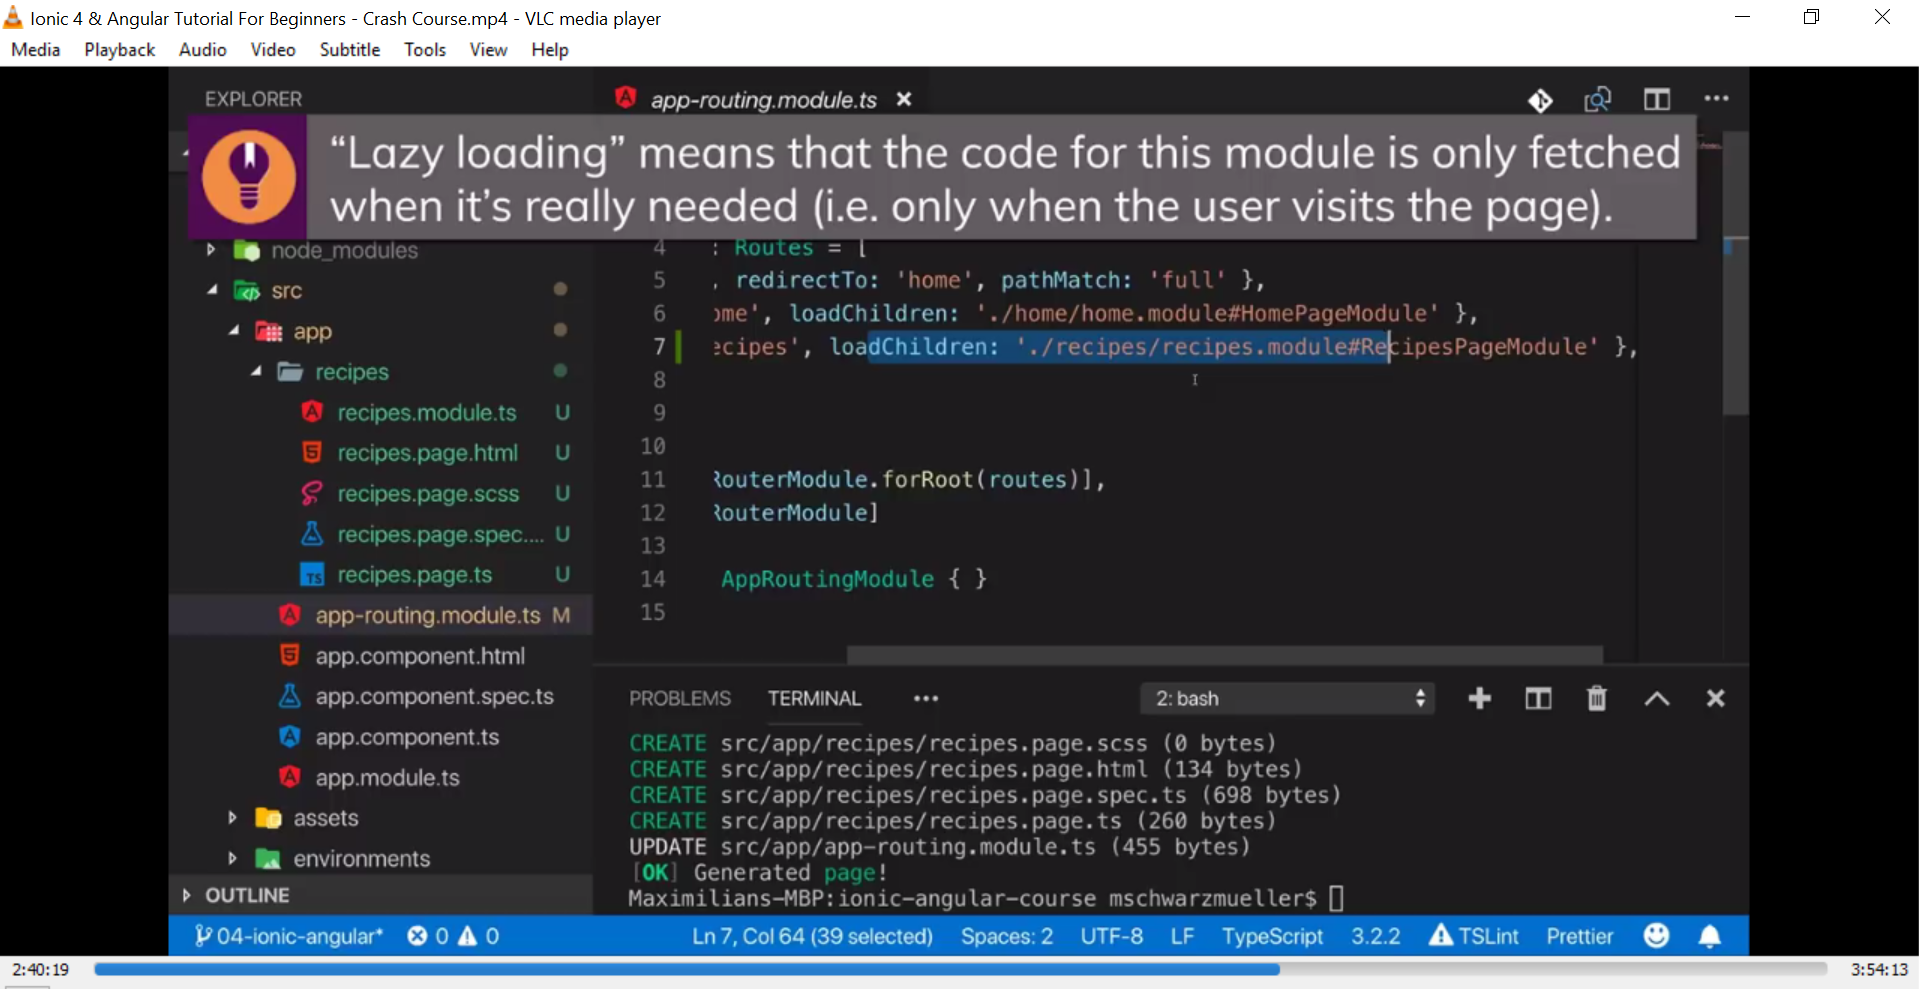 Ionic 4 & Angular Tutorial For Beginners - Crash Course.mp4 - VLC media player
Media Playback Audio Video Subtitle Tools View Help
EXPLORER
app-routing.module.ts
“Lazy loading” means that the code for this module is only fetched
when it’s really needed (i.e. only when the user visits the page).
node_modules
src
app
recipes
recipes.module.ts U
recipes.page.html U
recipes.page.scss U
recipes.page.spec.... U
TS recipes.page.ts U
app-routing.module.ts M
app.component.html
app.component.spec.ts
app.component.ts
app.module.ts
assets
environments
OUTLINE
4 : Routes = [
5 , redirectTo: 'home', pathMatch: 'full' },
6 ome', loadChildren: './home/home.module#HomePageModule' },
7 ecipes', loadChildren: './recipes/recipes.module#RecipesPageModule' },
8
9
10
11 RouterModule.forRoot(routes)],
12 RouterModule]
13
14 AppRoutingModule { }
15
PROBLEMS TERMINAL ••• 2: bash
CREATE src/app/recipes/recipes.page.scss (0 bytes)
CREATE src/app/recipes/recipes.page.html (134 bytes)
CREATE src/app/recipes/recipes.page.spec.ts (698 bytes)
CREATE src/app/recipes/recipes.page.ts (260 bytes)
UPDATE src/app/app-routing.module.ts (455 bytes)
[OK] Generated page!
Maximilians-MBP:ionic-angular-course mschwarzmueller$
04-ionic-angular* 0 0 Ln 7, Col 64 (39 selected) Spaces: 2 UTF-8 LF TypeScript 3.2.2 TSLint Prettier
2:40:19 3:54:13